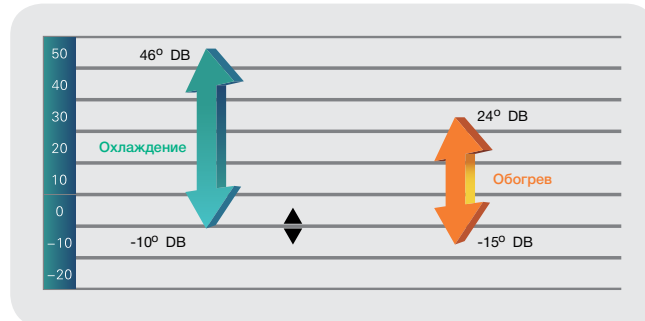 50
46º DB
40
30
24º DB
20
Охлаждение
10
Обогрев
0
–10
-10º DB
-15º DB
–20